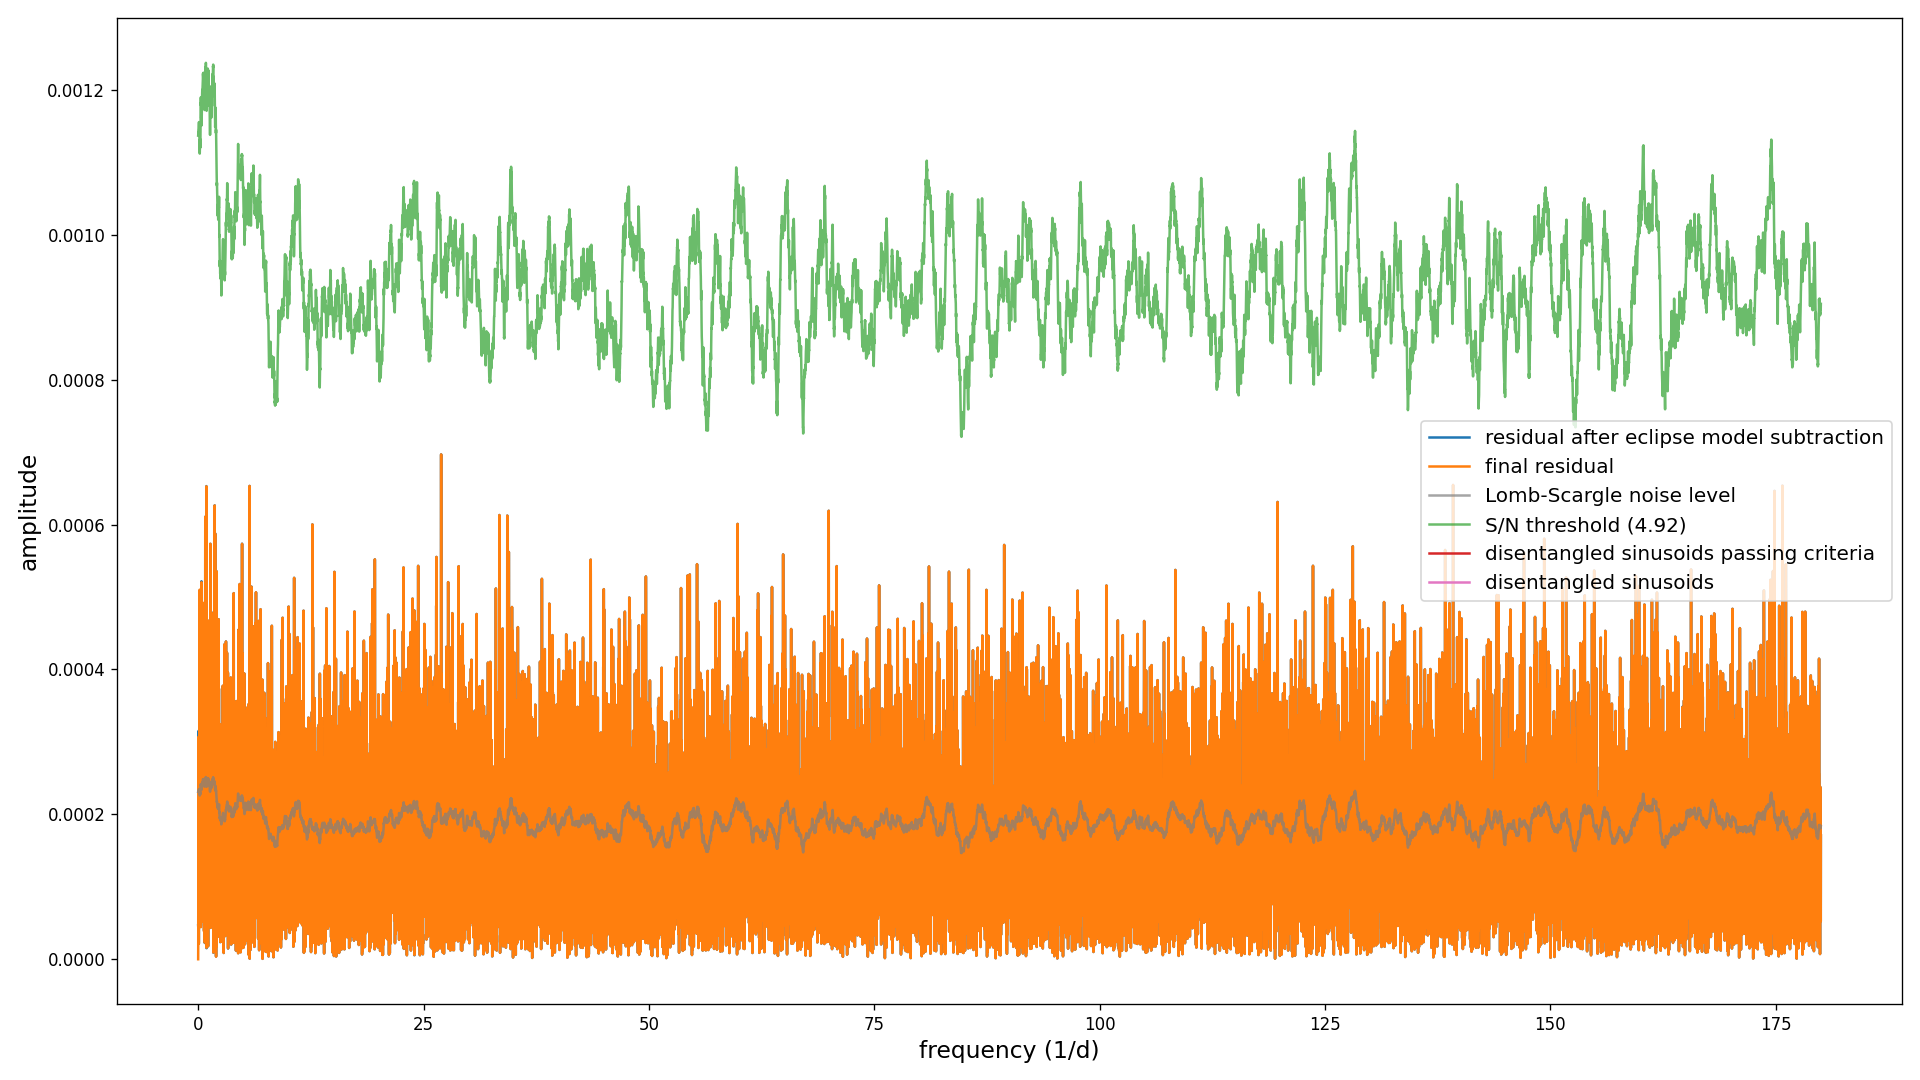 0.0012
0.0010
0.0008
0.0006
0.0004
0.0002
0.0000
amplitude
residual after eclipse model subtraction
final residual
Lomb-Scargle noise level
S/N threshold (4.92)
disentangled sinusoids passing criteria
disentangled sinusoids
0 25 50 75 100 125 150 175
frequency (1/d)